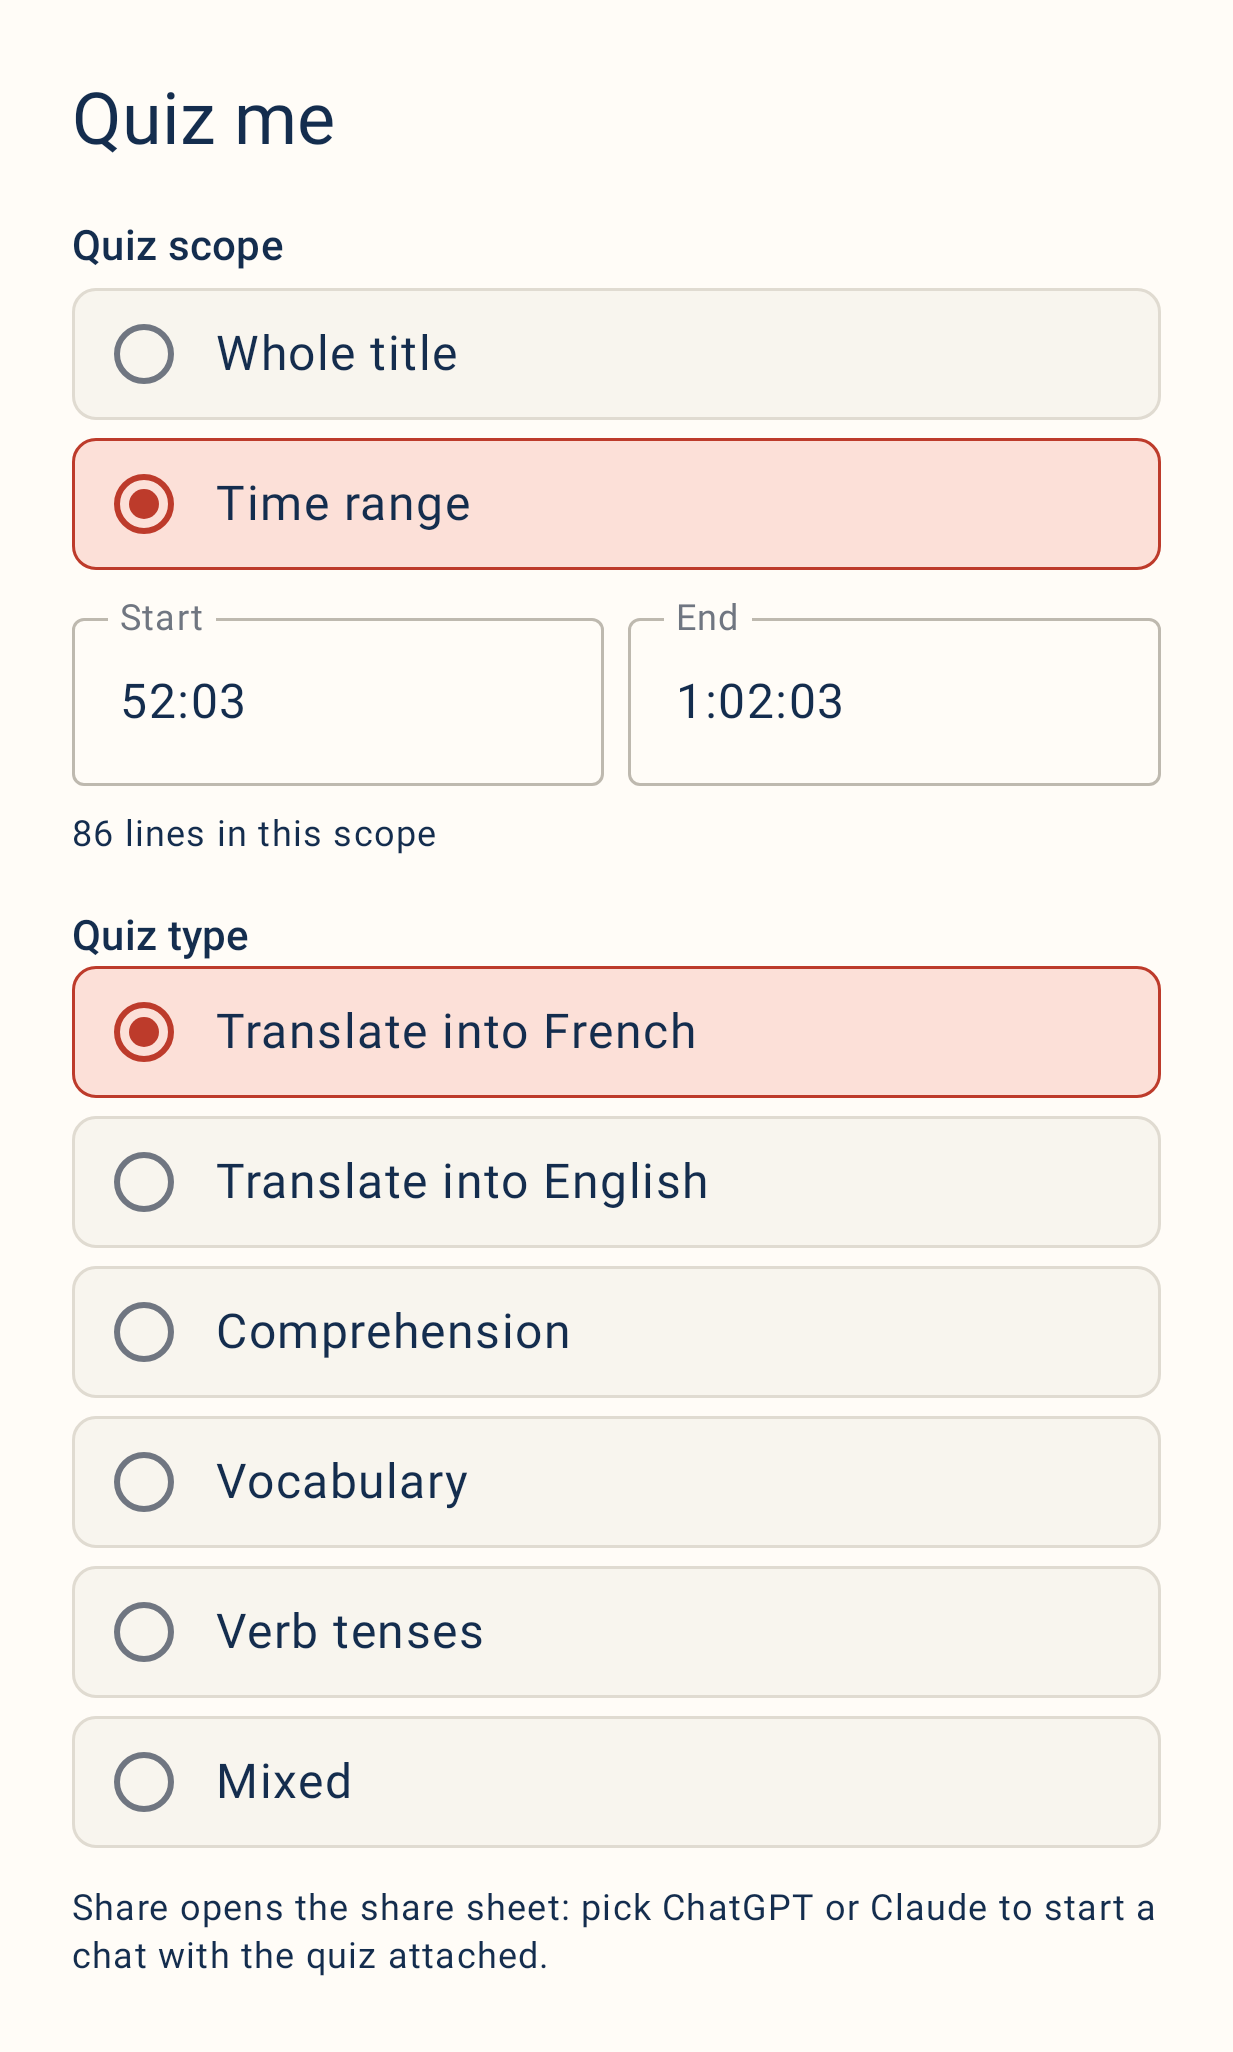 Quiz me
Quiz scope
Whole title
Time range
Start
End
52:03
1:02:03
86 lines in this scope
Quiz type
Translate into French
Translate into English
Comprehension
Vocabulary
Verb tenses
Mixed
Share opens the share sheet: pick ChatGPT or Claude to start a
chat with the quiz attached.